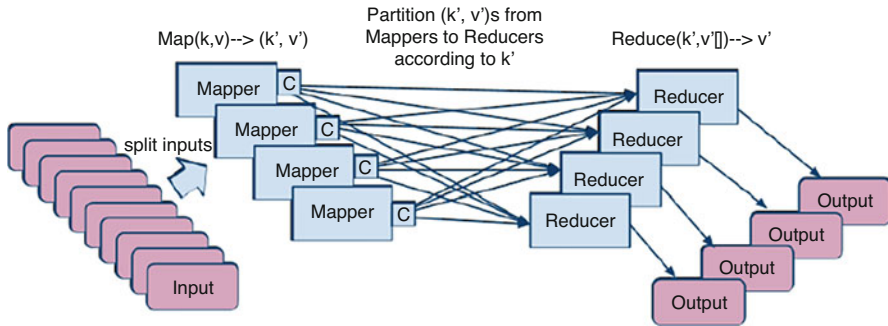 Map(k,v)--> (k', v')
Partition (k', v')s from
Mappers to Reducers
according to k'
Reduce(k',v'[])--> v'
split inputs
Mapper
C
Mapper
C
Mapper
C
Mapper
C
Reducer
Reducer
Reducer
Reducer
Input
Output
Output
Output
Output